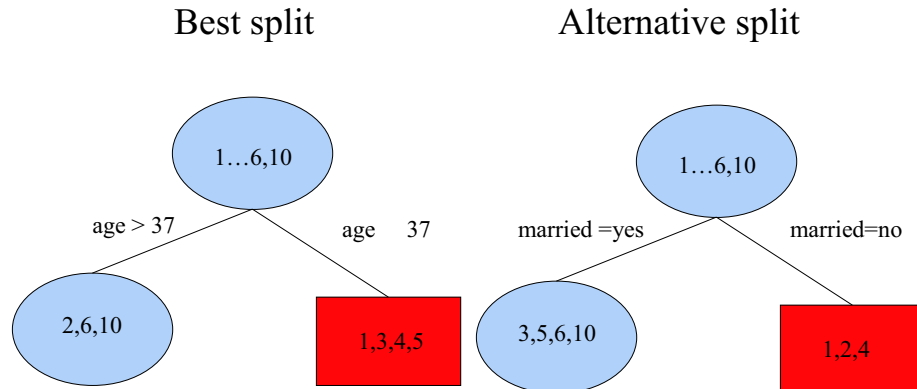 Best split
1…6,10
age > 37
age 37
2,6,10
1,3,4,5
Alternative split
1…6,10
married =yes
married=no
3,5,6,10
1,2,4